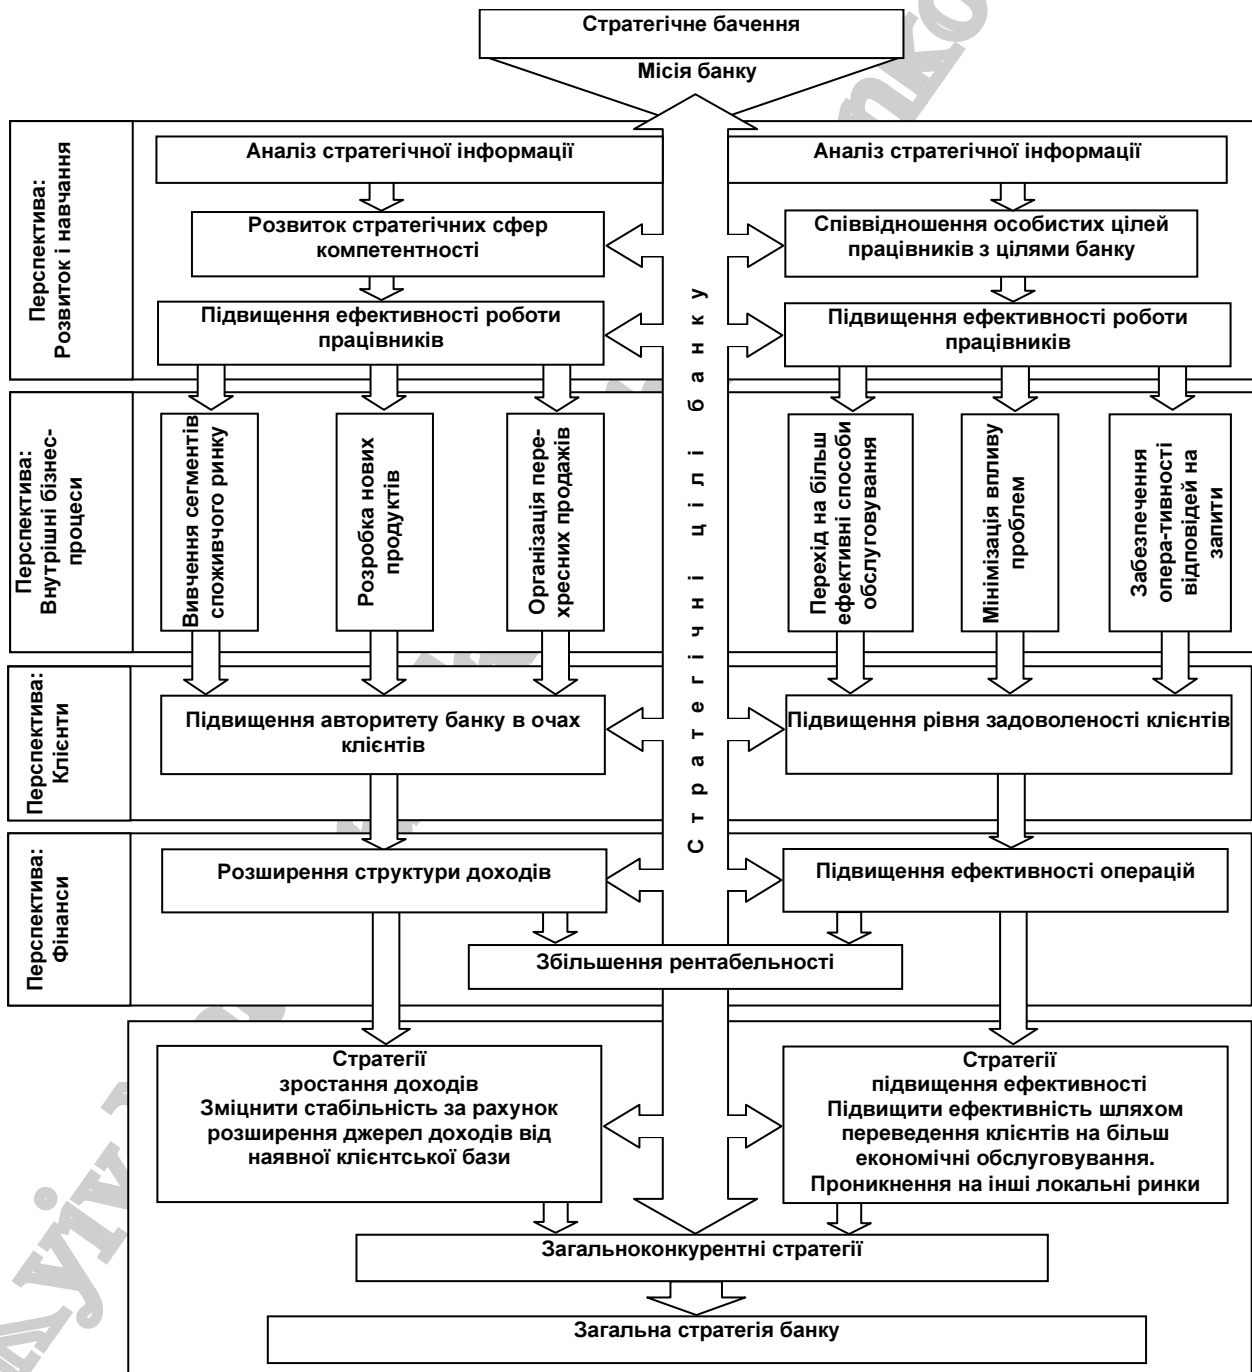 Стратегічне бачення
Місія банку
Перспектива:
Розвиток і навчання
Аналіз стратегічної інформації
Аналіз стратегічної інформації
Розвиток стратегічних сфер
компетентності
Співвідношення особистих цілей
працівників з цілями банку
Підвищення ефективності роботи
працівників
Підвищення ефективності роботи
працівників
Стратегічні цілі банку
Перспектива:
Внутрішні бізнес-
процеси
Вивчення сегментів
споживчого ринку
Розробка нових
продуктів
Організація пере-
хресних продажів
Перехід на більш
ефективні способи
обслуговування
Мінімізація впливу
проблем
Забезпечення
опера-тивності
відповідей на
запити
Перспектива:
Клієнти
Підвищення авторитету банку в очах
клієнтів
Підвищення рівня задоволеності клієнтів
Перспектива:
Фінанси
Розширення структури доходів
Підвищення ефективності операцій
Збільшення рентабельності
Стратегії
зростання доходів
Зміцнити стабільність за рахунок
розширення джерел доходів від
наявної клієнтської бази
Стратегії
підвищення ефективності
Підвищити ефективність шляхом
переведення клієнтів на більш
економічні обслуговування.
Проникнення на інші локальні ринки
Загальноконкурентні стратегії
Загальна стратегія банку